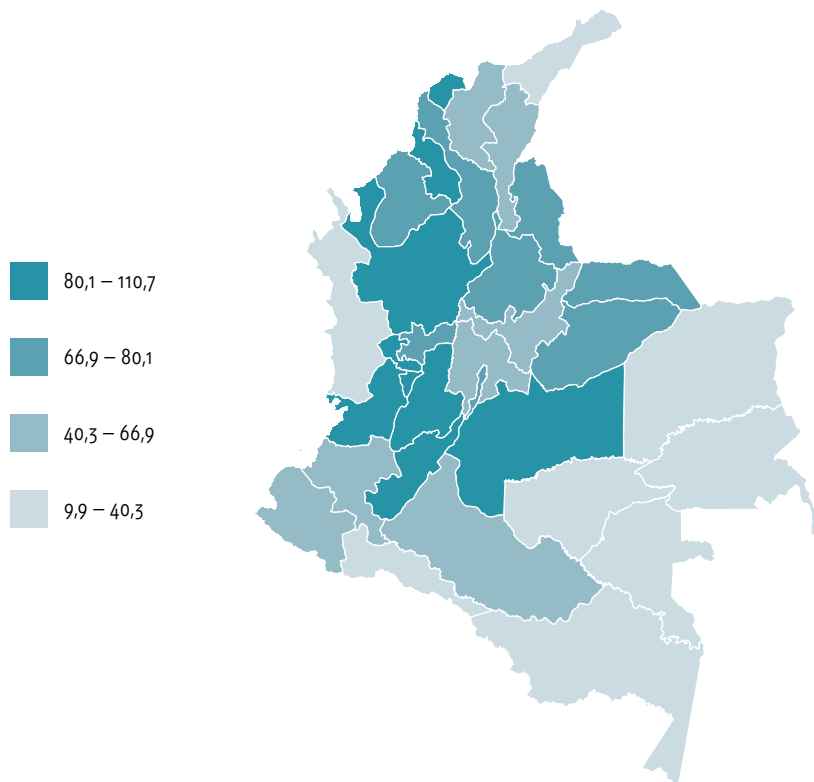 80,1 – 110,7
66,9 – 80,1
40,3 – 66,9
9,9 – 40,3